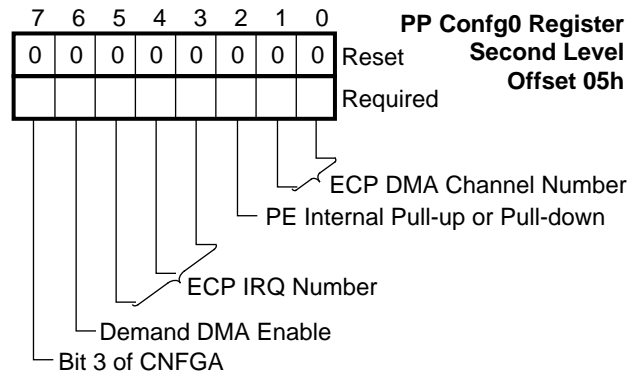 7 6 5 4 3 2 1 0
PP Confg0 Register
Second Level
Offset 05h
0 0 0 0 0 0 0 0 Reset
Required
ECP DMA Channel Number
PE Internal Pull-up or Pull-down
ECP IRQ Number
Demand DMA Enable
Bit 3 of CNFGA